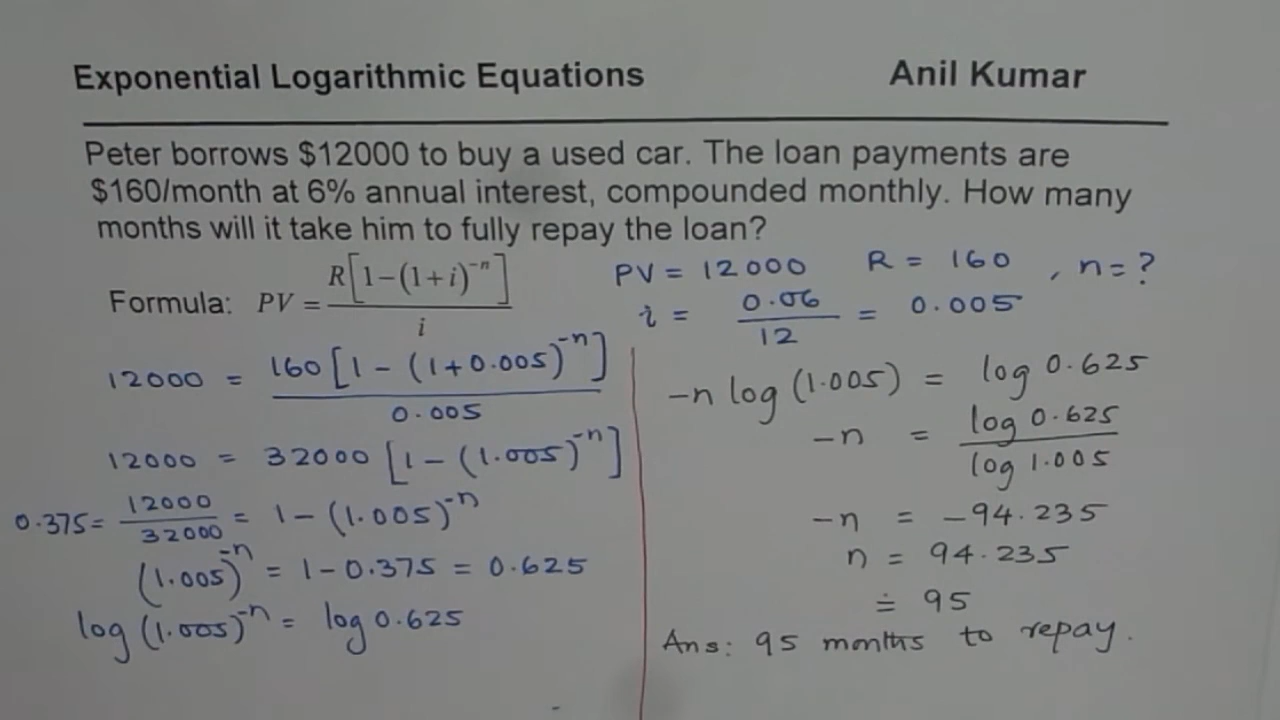 Exponential Logarithmic Equations Anil Kumar
Peter borrows $12000 to buy a used car. The loan payments are
$160/month at 6% annual interest, compounded monthly. How many
months will it take him to fully repay the loan?
Formula: PV = R[1-(1+i)^-n] / i
PV = 12000 R = 160 , n = ?
i = 0.06 / 12 = 0.005
12000 = 160 [1 - (1+0.005)^-n] / 0.005
12000 = 32000 [1 - (1.005)^-n]
0.375 = 12000 / 32000 = 1 - (1.005)^-n
(1.005)^-n = 1 - 0.375 = 0.625
log (1.005)^-n = log 0.625
-n log (1.005) = log 0.625
-n = log 0.625 / log 1.005
-n = -94.235
n = 94.235
≐ 95
Ans: 95 months to repay.